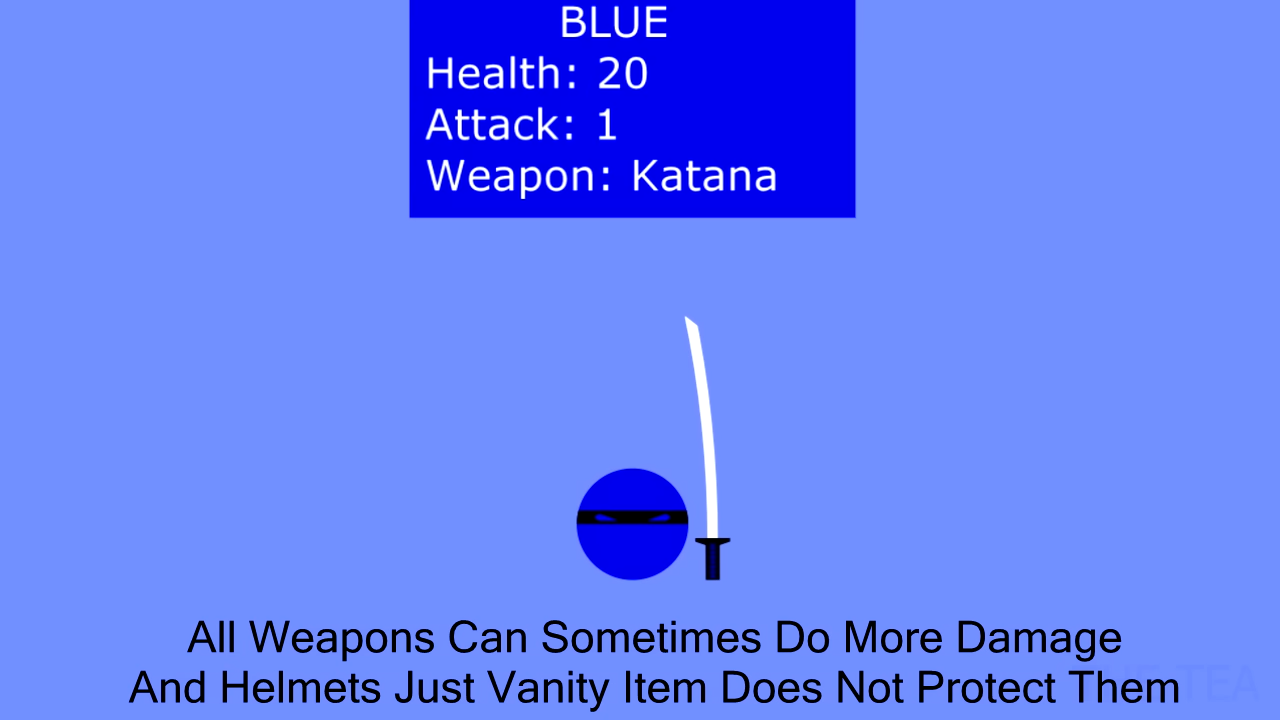 BLUE
Health: 20
Attack: 1
Weapon: Katana
All Weapons Can Sometimes Do More Damage
And Helmets Just Vanity Item Does Not Protect Them
TEA